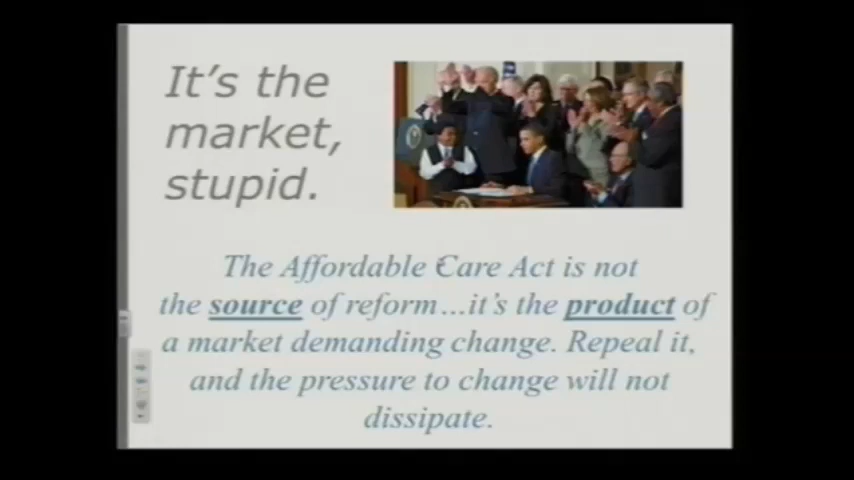 It's the
market,
stupid.
The Affordable Care Act is not
the source of reform...it's the product of
a market demanding change. Repeal it,
and the pressure to change will not
dissipate.